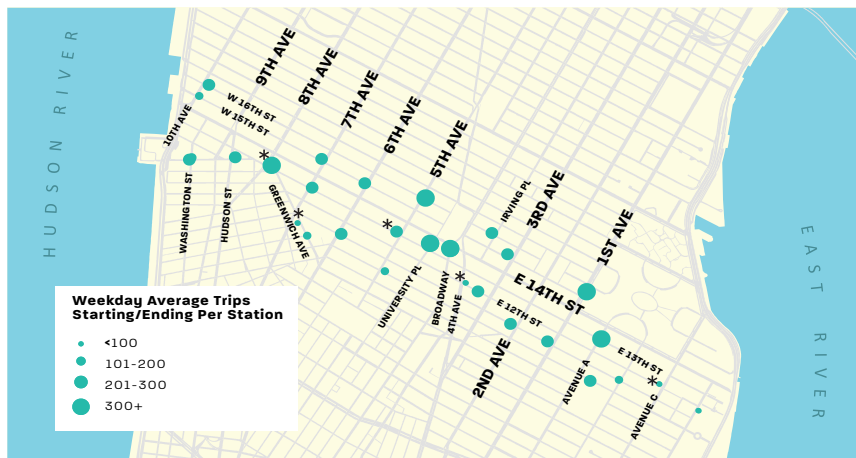 HUDSON RIVER
9TH AVE
8TH AVE
7TH AVE
6TH AVE
5TH AVE
10TH AVE
W 16TH ST
W 15TH ST
WASHINGTON ST
HUDSON ST
GREENWICH AVE
IRVING PL
3RD AVE
1ST AVE
EAST RIVER
UNIVERSITY PL
BROADWAY
4TH AVE
E 14TH ST
E 12TH ST
2ND AVE
E 13TH ST
AVENUE A
AVENUE C
Weekday Average Trips
Starting/Ending Per Station
<100
101-200
201-300
300+